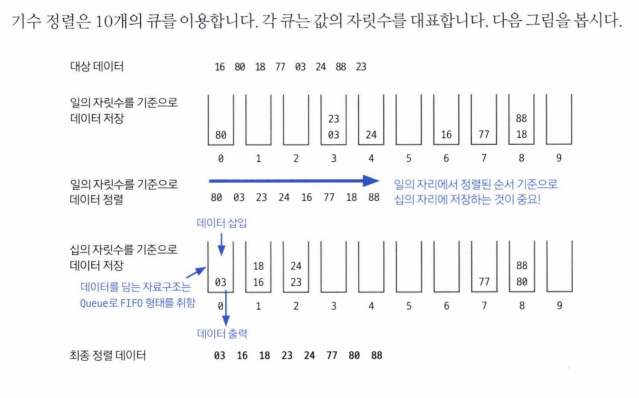 기수 정렬은 10개의 큐를 이용합니다. 각 큐는 값의 자릿수를 대표합니다. 다음 그림을 봅시다.
대상 데이터
16 80 18 77 03 24 88 23
일의 자릿수를 기준으로
데이터 저장
23 88
80 03 24 16 77 18
0 1 2 3 4 5 6 7 8 9
일의 자릿수를 기준으로
데이터 정렬
80 03 23 24 16 77 18 88
일의 자리에서 정렬된 순서 기준으로
십의 자리에 저장하는 것이 중요!
데이터 삽입
십의 자릿수를 기준으로
데이터 저장
18 24 88
03 16 23 77 80
데이터를 담는 자료구조는
Queue로 FIFO 형태를 취함
0 1 2 3 4 5 6 7 8 9
데이터 출력
최종 정렬 데이터
03 16 18 23 24 77 80 88